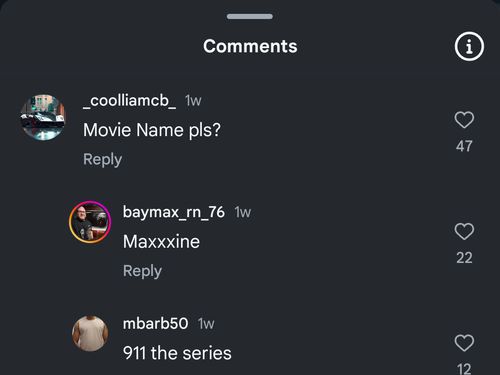 Comments
_coolliamcb_ 1w
Movie Name pls?
Reply
47
baymax_rn_76 1w
Maxxxine
Reply
22
mbarb50 1w
911 the series
12